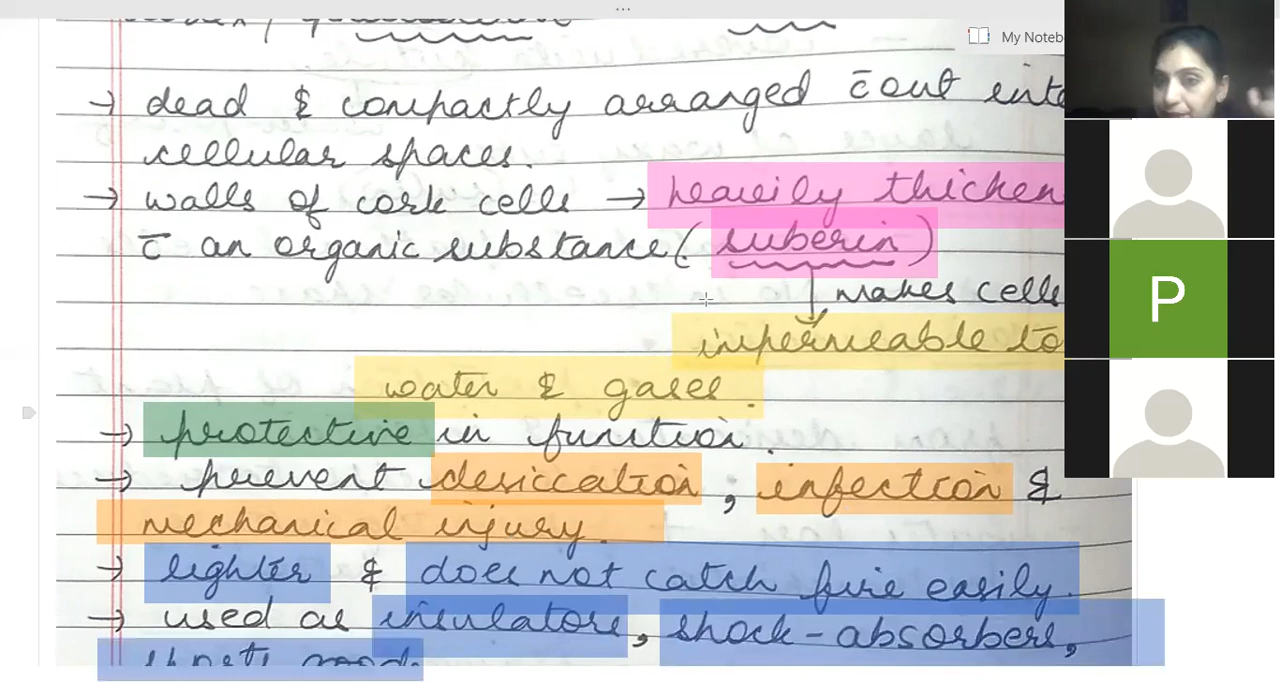 My Noteb
→ dead & compactly arranged c̄out inte
cellular spaces.
→ walls of cork cells → heavily thicken
c̄ an organic substance (suberin)
makes cells
impermeable to
water & gases.
→ protective in function.
→ prevent desiccation, infection &
mechanical injury.
→ lighter & does not catch fire easily.
→ used as insulators, shock-absorbers,
sports goods
P